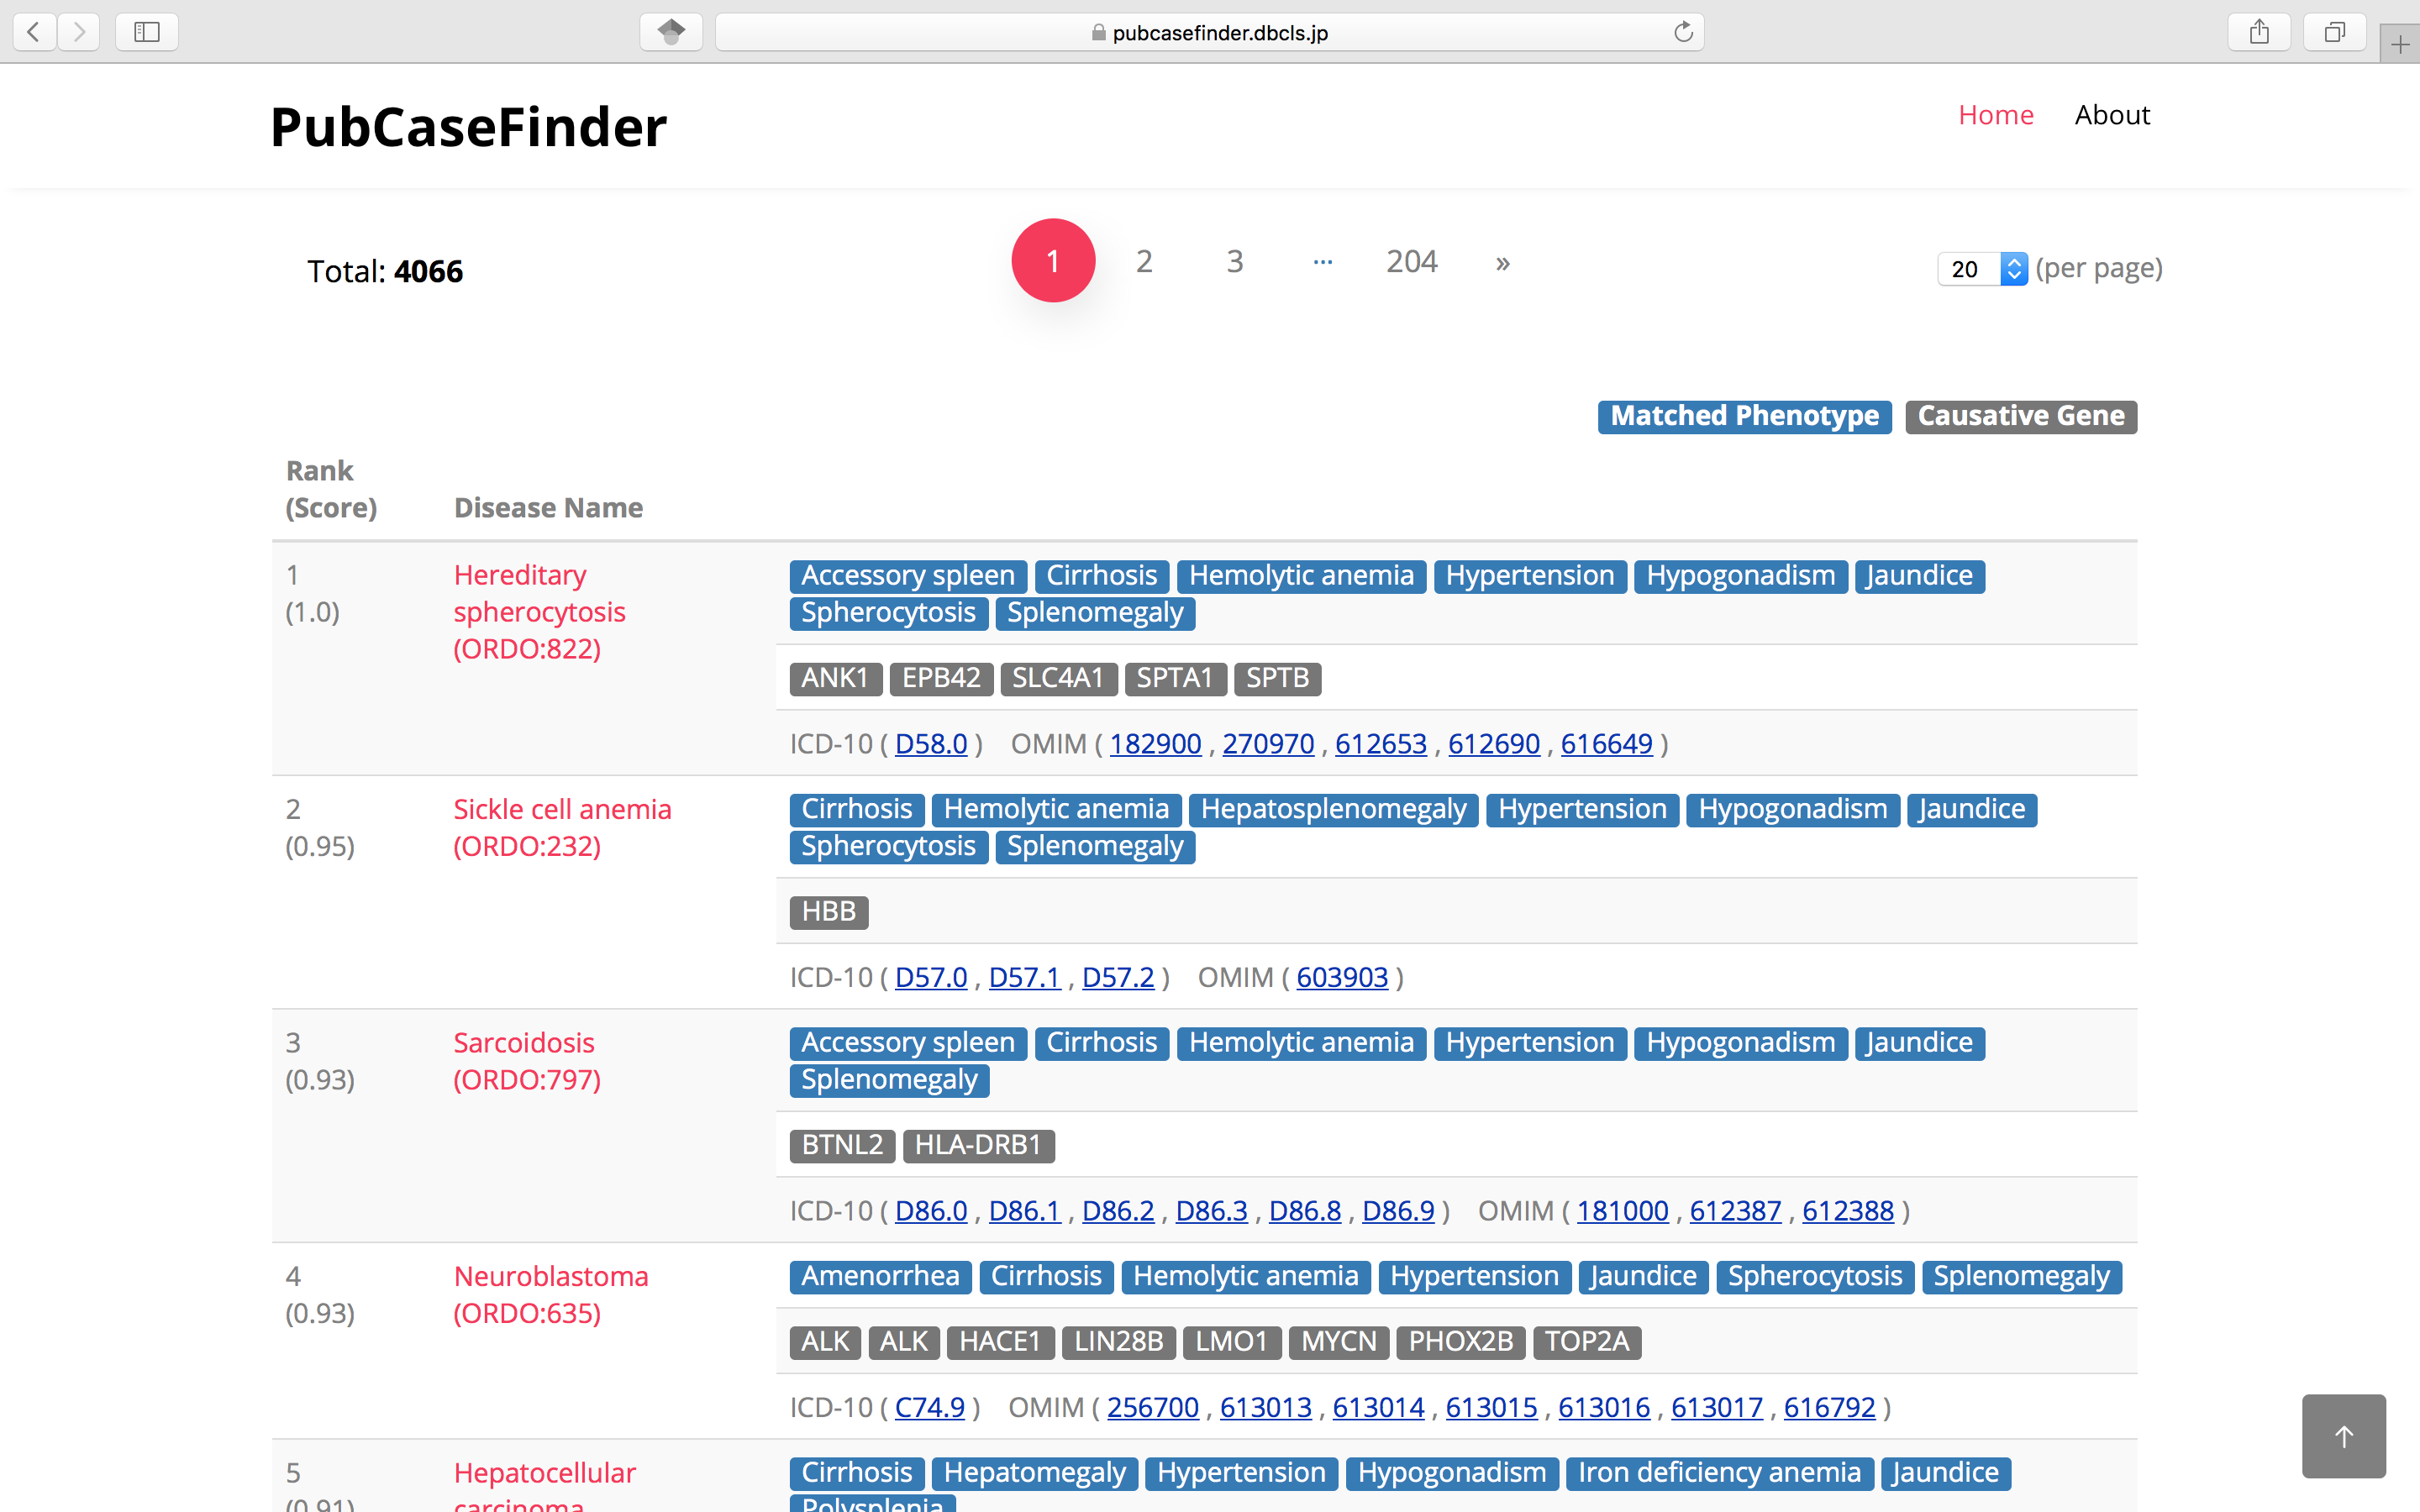 pubcasefinder.dbcls.jp
PubCaseFinder
Home About
Total: 4066
1 2 3 ... 204 »
20 (per page)
Matched Phenotype Causative Gene
Rank
(Score) Disease Name
1
(1.0)
Hereditary
spherocytosis
(ORDO:822)
Accessory spleen Cirrhosis Hemolytic anemia Hypertension Hypogonadism Jaundice
Spherocytosis Splenomegaly
ANK1 EPB42 SLC4A1 SPTA1 SPTB
ICD-10 ( D58.0 ) OMIM ( 182900 , 270970 , 612653 , 612690 , 616649 )
2
(0.95)
Sickle cell anemia
(ORDO:232)
Cirrhosis Hemolytic anemia Hepatosplenomegaly Hypertension Hypogonadism Jaundice
Spherocytosis Splenomegaly
HBB
ICD-10 ( D57.0 , D57.1 , D57.2 ) OMIM ( 603903 )
3
(0.93)
Sarcoidosis
(ORDO:797)
Accessory spleen Cirrhosis Hemolytic anemia Hypertension Hypogonadism Jaundice
Splenomegaly
BTNL2 HLA-DRB1
ICD-10 ( D86.0 , D86.1 , D86.2 , D86.3 , D86.8 , D86.9 ) OMIM ( 181000 , 612387 , 612388 )
4
(0.93)
Neuroblastoma
(ORDO:635)
Amenorrhea Cirrhosis Hemolytic anemia Hypertension Jaundice Spherocytosis Splenomegaly
ALK ALK HACE1 LIN28B LMO1 MYCN PHOX2B TOP2A
ICD-10 ( C74.9 ) OMIM ( 256700 , 613013 , 613014 , 613015 , 613016 , 613017 , 616792 )
5
(0.91)
Hepatocellular
carcinoma
Cirrhosis Hepatomegaly Hypertension Hypogonadism Iron deficiency anemia Jaundice
Polysplenia